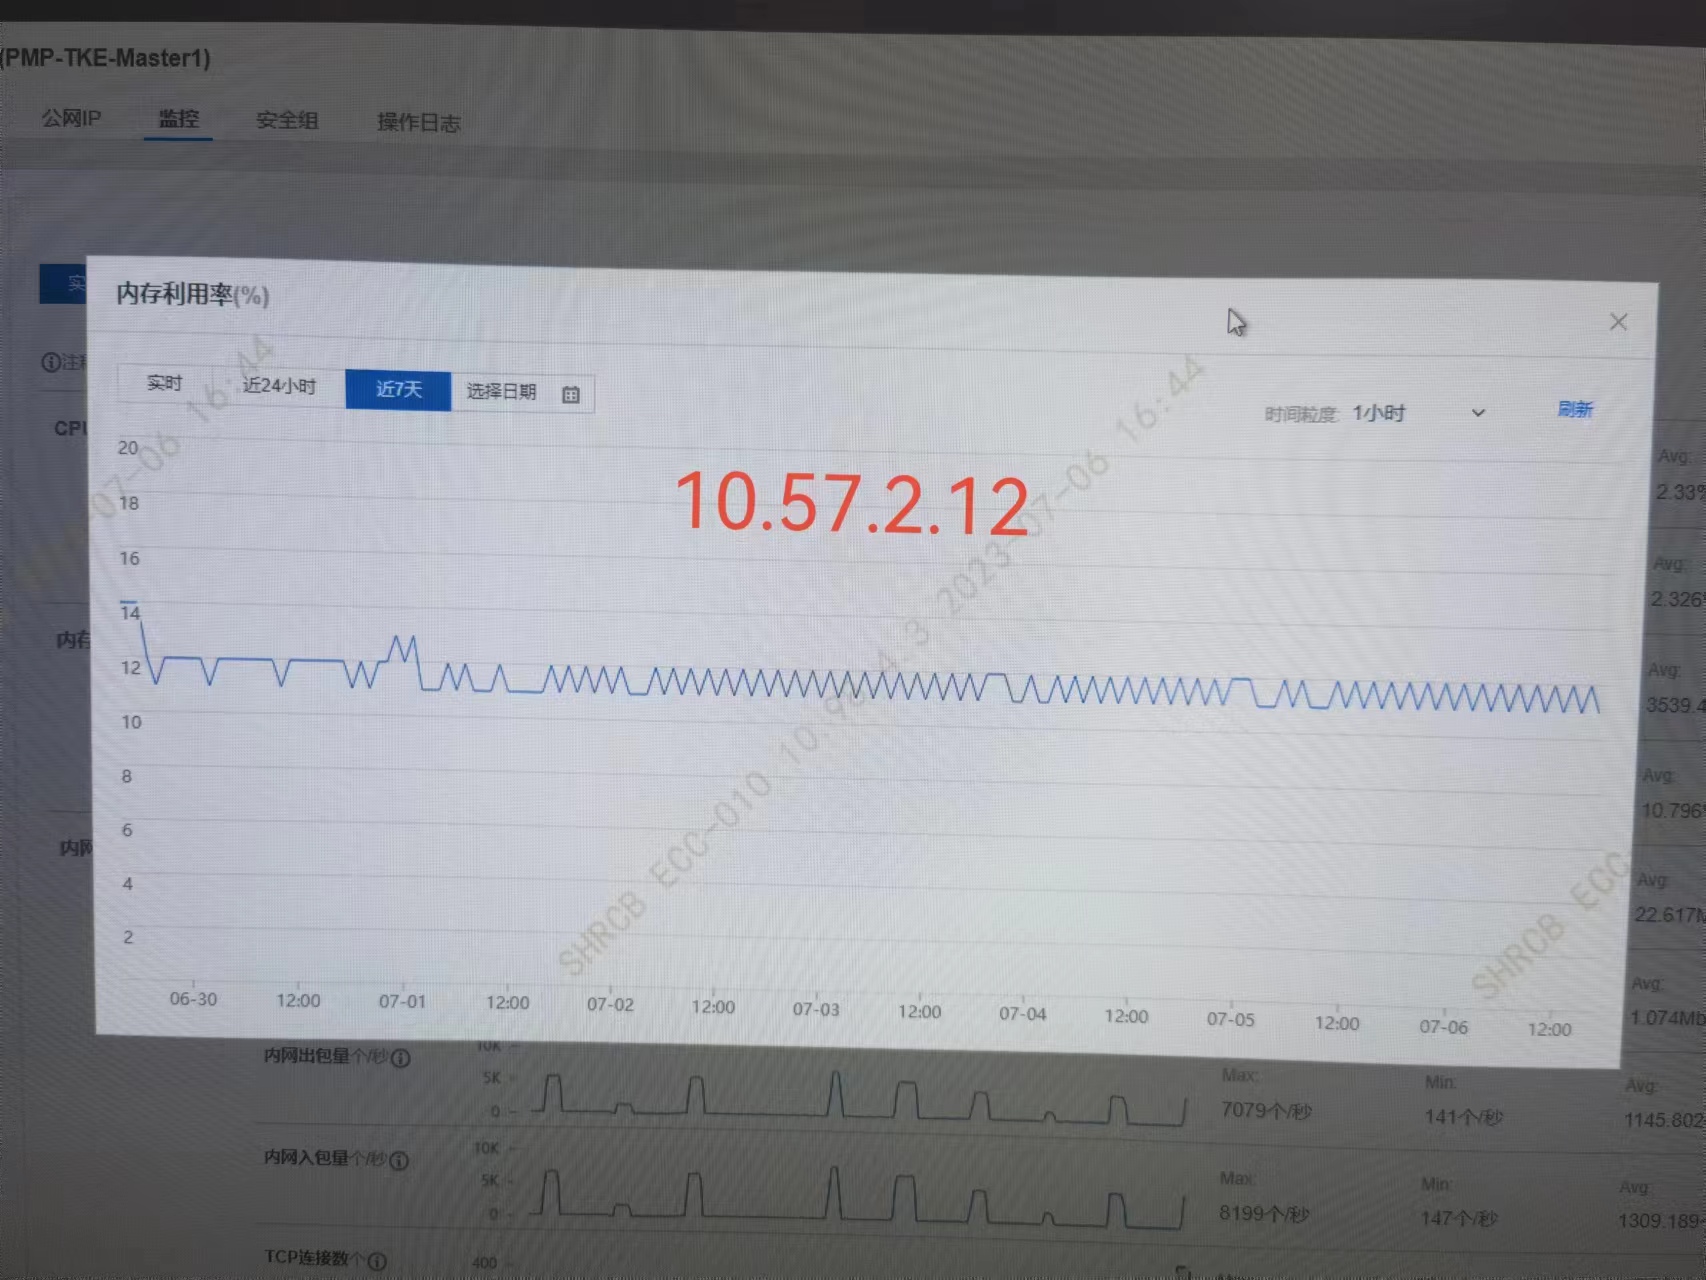 (PMP-TKE-Master1)
公网IP 监控 安全组 操作日志
内存利用率(%)
实时 近24小时 近7天 选择日期
时间粒度: 1小时 刷新
10.57.2.12
20
18
16
14
12
10
8
6
4
2
06-30 12:00 07-01 12:00 07-02 12:00 07-03 12:00 07-04 12:00 07-05 12:00 07-06 12:00
07-06 16:44
2023-07-06 16:44
SHRCB ECC-010
SHRCB ECC
实
CPU
内存
Avg:
2.33%
Avg:
2.326%
Avg:
3539.4
Avg:
10.796%
Avg:
22.617M
Avg:
1.074Mb
内网出包量个/秒
10K
5K
0
Max:
7079个/秒
Min:
141个/秒
Avg:
1145.802
内网入包量个/秒
10K
5K
0
Max:
8199个/秒
Min:
147个/秒
Avg:
1309.189
TCP连接数个
400